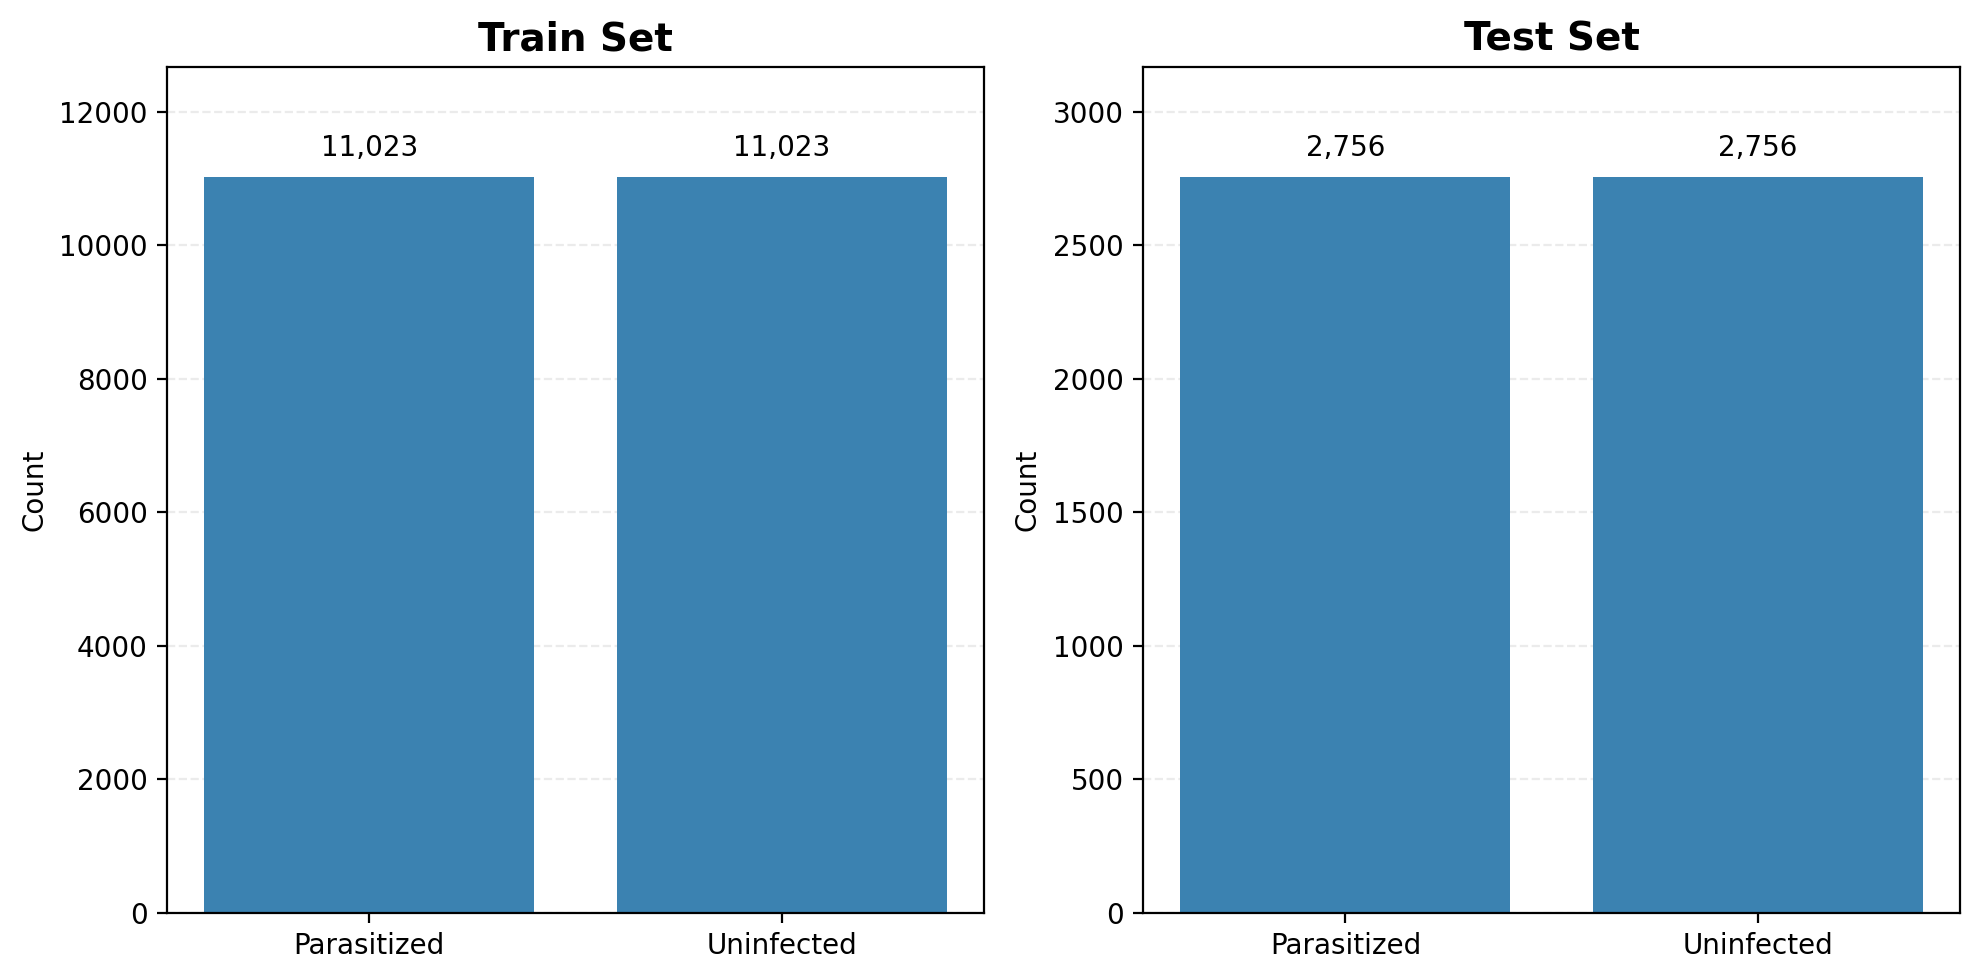 Train Set
12000
10000
8000
6000
4000
2000
0
Count
11,023
11,023
Parasitized
Uninfected
Test Set
3000
2500
2000
1500
1000
500
0
Count
2,756
2,756
Parasitized
Uninfected